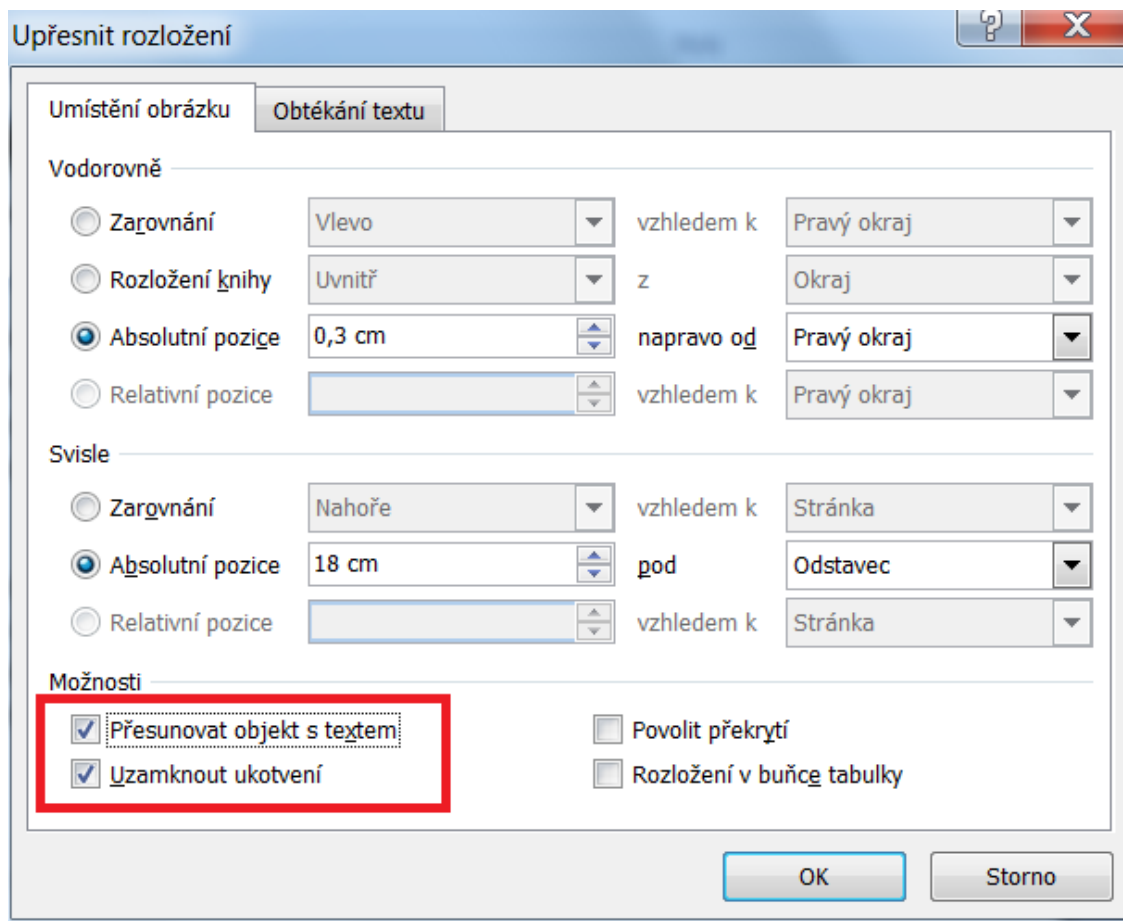 Upřesnit rozložení
Umístění obrázku Obtékání textu
Vodorovně
Zarovnání Vlevo vzhledem k Pravý okraj
Rozložení knihy Uvnitř z Okraj
Absolutní pozice 0,3 cm napravo od Pravý okraj
Relativní pozice vzhledem k Pravý okraj
Svisle
Zarovnání Nahoře vzhledem k Stránka
Absolutní pozice 18 cm pod Odstavec
Relativní pozice vzhledem k Stránka
Možnosti
Přesunovat objekt s textem Povolit překrytí
Uzamknout ukotvení Rozložení v buňce tabulky
OK Storno